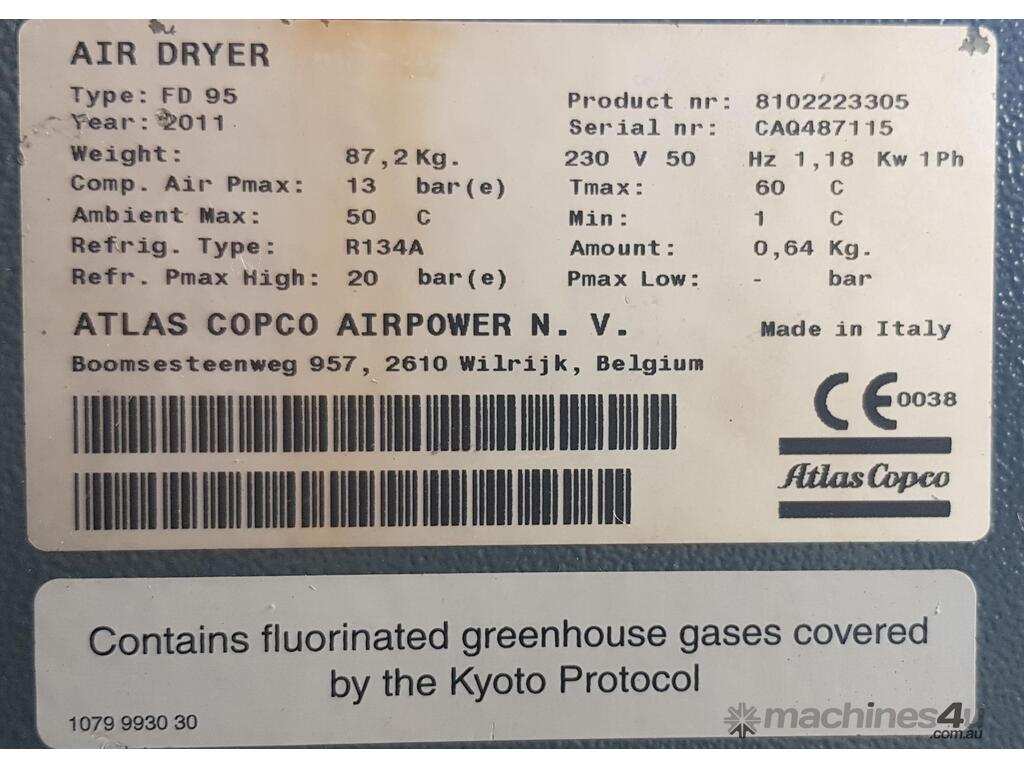 AIR DRYER
Type: FD 95
Product nr: 8102223305
Year: 2011
Serial nr: CAQ487115
Weight: 87,2 Kg. 230 V 50 Hz 1,18 Kw 1Ph
Comp. Air Pmax: 13 bar(e) Tmax: 60 C
Ambient Max: 50 C Min: 1 C
Refrig. Type: R134A Amount: 0,64 Kg.
Refr. Pmax High: 20 bar(e) Pmax Low: - bar
ATLAS COPCO AIRPOWER N. V.
Made in Italy
Boomsesteenweg 957, 2610 Wilrijk, Belgium
CE 0038
Atlas Copco
Contains fluorinated greenhouse gases covered
by the Kyoto Protocol
1079 9930 30
machines4u
.com.au